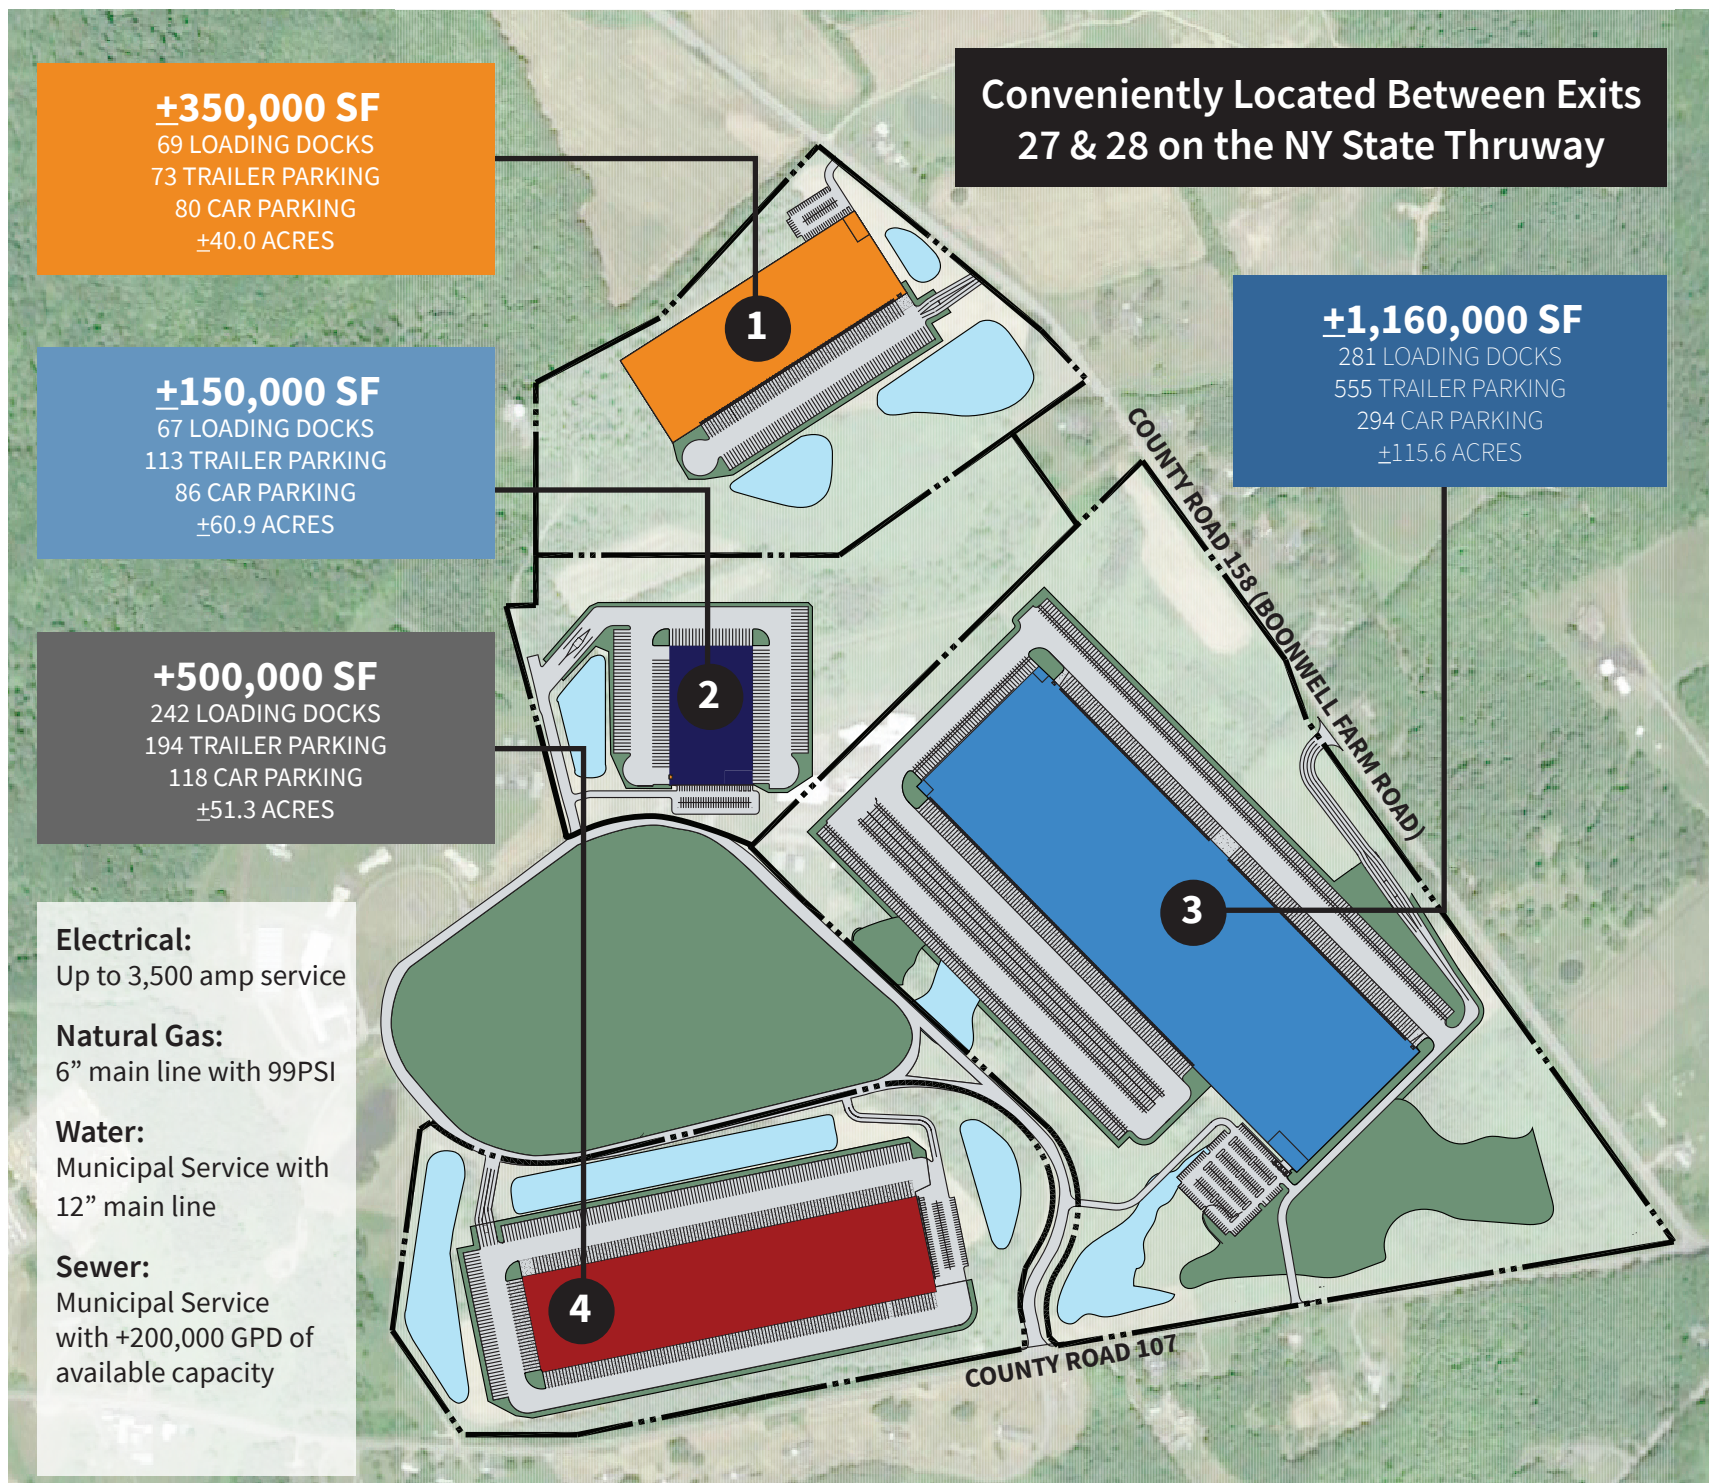 ±350,000 SF
69 LOADING DOCKS
73 TRAILER PARKING
80 CAR PARKING
±40.0 ACRES
Conveniently Located Between Exits
27 & 28 on the NY State Thruway
1
±1,160,000 SF
281 LOADING DOCKS
555 TRAILER PARKING
294 CAR PARKING
±115.6 ACRES
±150,000 SF
67 LOADING DOCKS
113 TRAILER PARKING
86 CAR PARKING
±60.9 ACRES
COUNTY ROAD 158 (BOONWELL FARM ROAD)
2
+500,000 SF
242 LOADING DOCKS
194 TRAILER PARKING
118 CAR PARKING
±51.3 ACRES
3
Electrical:
Up to 3,500 amp service
Natural Gas:
6” main line with 99PSI
Water:
Municipal Service with
12” main line
Sewer:
Municipal Service
with +200,000 GPD of
available capacity
4
COUNTY ROAD 107